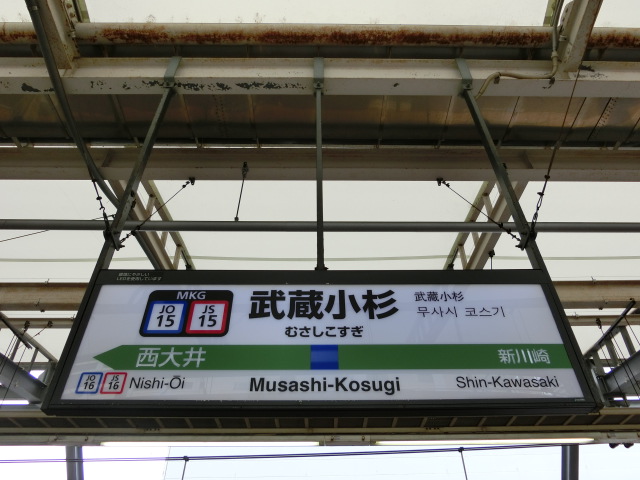 MKG
JO 15
JS 15
武蔵小杉
むさしこすぎ
武藏小杉
무사시 코스기
西大井
新川崎
JO 16
JS 16
Nishi-Ōi
Musashi-Kosugi
Shin-Kawasaki